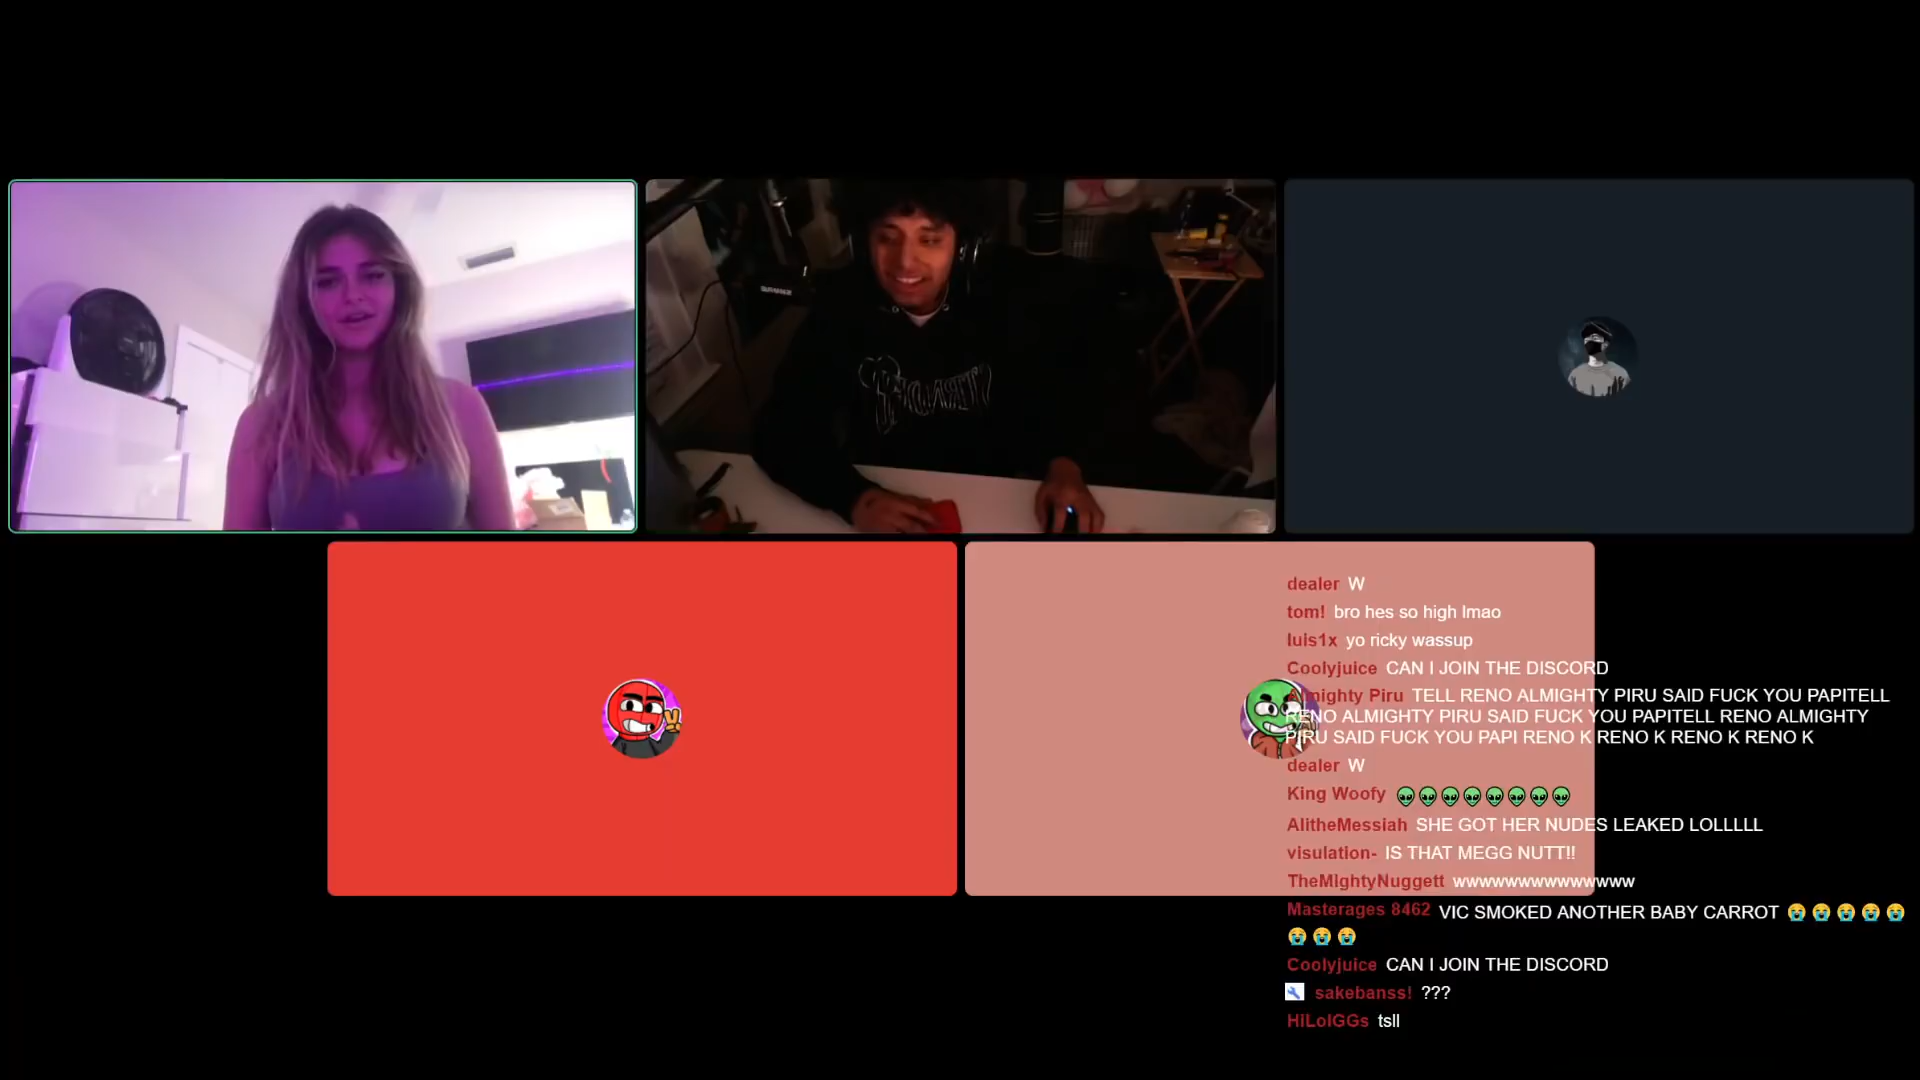 dealer W
tom! bro hes so high lmao
luis1x yo ricky wassup
Coolyjuice CAN I JOIN THE DISCORD
Almighty Piru TELL RENO ALMIGHTY PIRU SAID FUCK YOU PAPITELL
RENO ALMIGHTY PIRU SAID FUCK YOU PAPITELL RENO ALMIGHTY
PIRU SAID FUCK YOU PAPI RENO K RENO K RENO K RENO K
dealer W
King Woofy 👽👽👽👽👽👽👽👽
AlitheMessiah SHE GOT HER NUDES LEAKED LOLLLLL
visulation- IS THAT MEGG NUTT!!
TheMIghtyNuggett wwwwwwwwwwwwww
Masterages 8462 VIC SMOKED ANOTHER BABY CARROT 😭😭😭😭😭
😭😭😭
Coolyjuice CAN I JOIN THE DISCORD
sakebanss! ???
HiLolGGs tsll